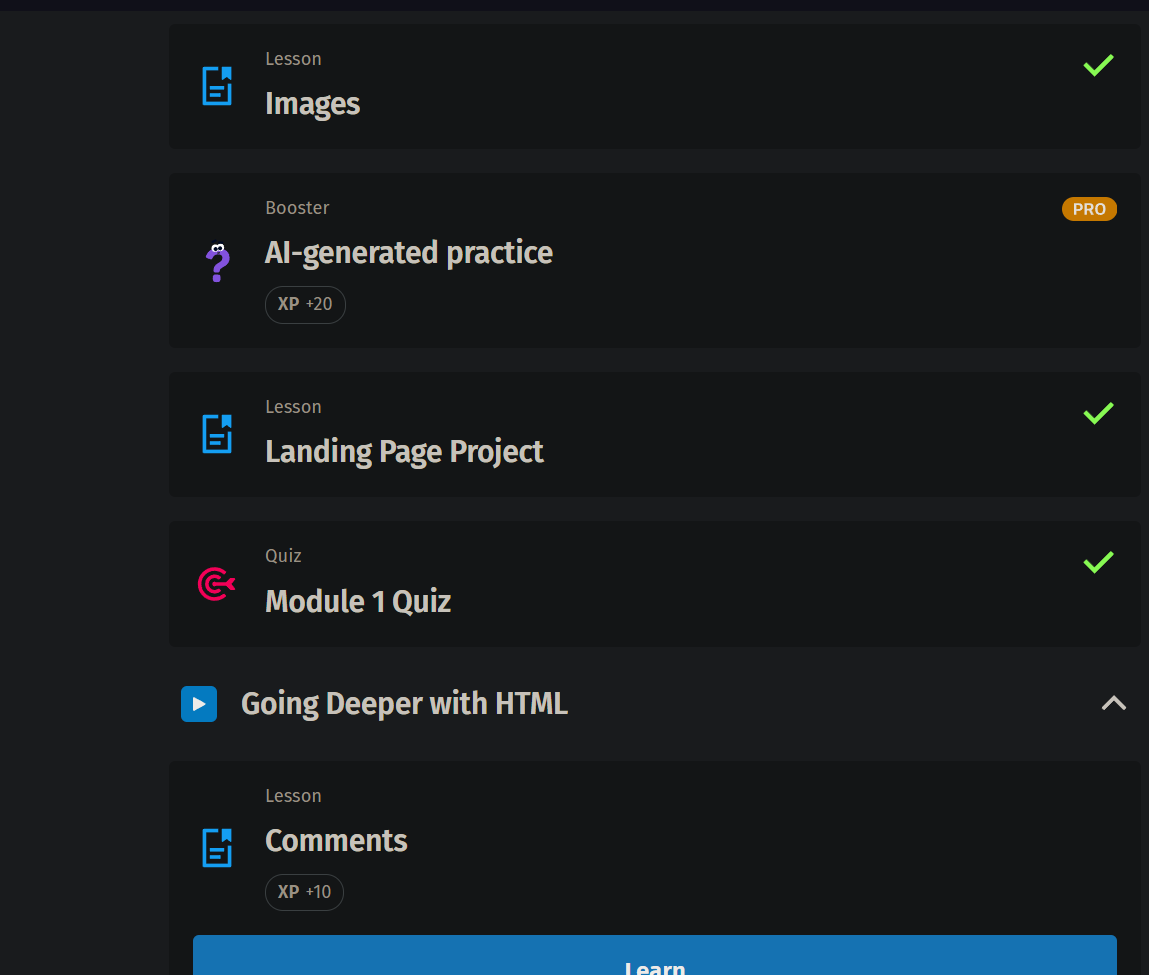 Lesson
Images
Booster
PRO
AI-generated practice
XP +20
Lesson
Landing Page Project
Quiz
Module 1 Quiz
Going Deeper with HTML
Lesson
Comments
XP +10
Learn